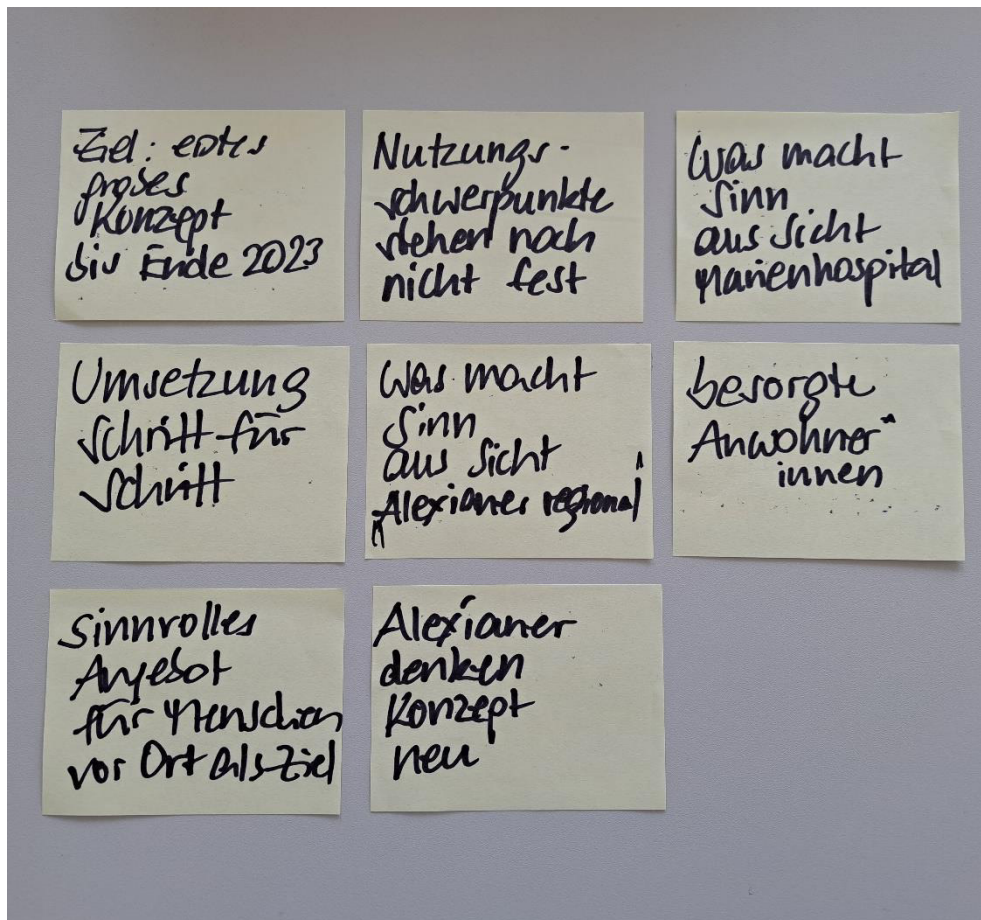 Ziel: erstes
grobes
Konzept
bis Ende 2023
Nutzungs-
schwerpunkte
stehen noch
nicht fest
Was macht
Sinn
aus Sicht
Marienhospital
Umsetzung
Schritt für
Schritt
Was macht
Sinn
aus Sicht
Alexianer regional
besorgte
Anwohner*
innen
Sinnvolles
Angebot
für Menschen
vor Ort als Ziel
Alexianer
denken
Konzept
neu